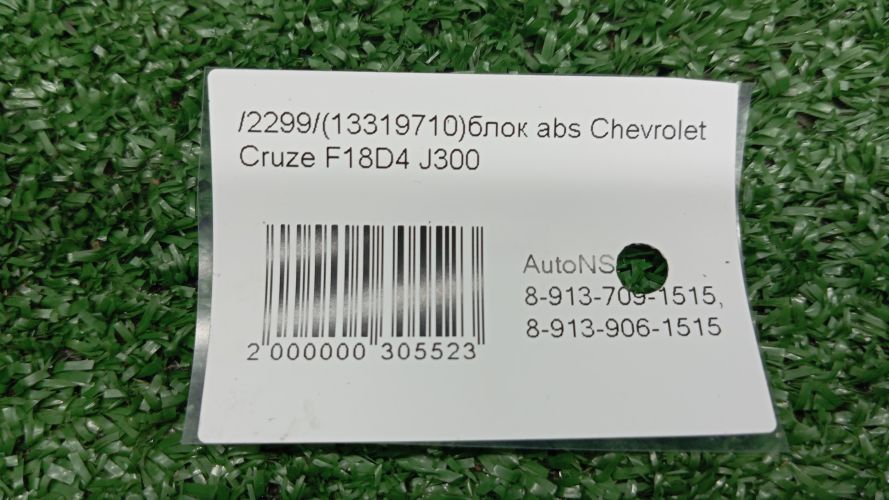 /2299/(13319710)блок abs Chevrolet
Cruze F18D4 J300
AutoNS
8-913-709-1515,
8-913-906-1515
2 000000 305523